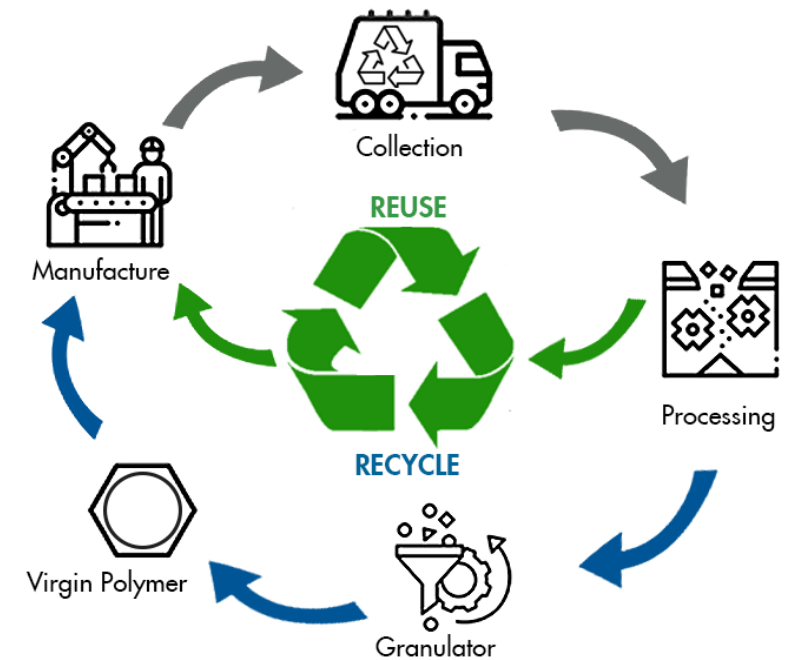 Collection
REUSE
Manufacture
Processing
RECYCLE
Virgin Polymer
Granulator